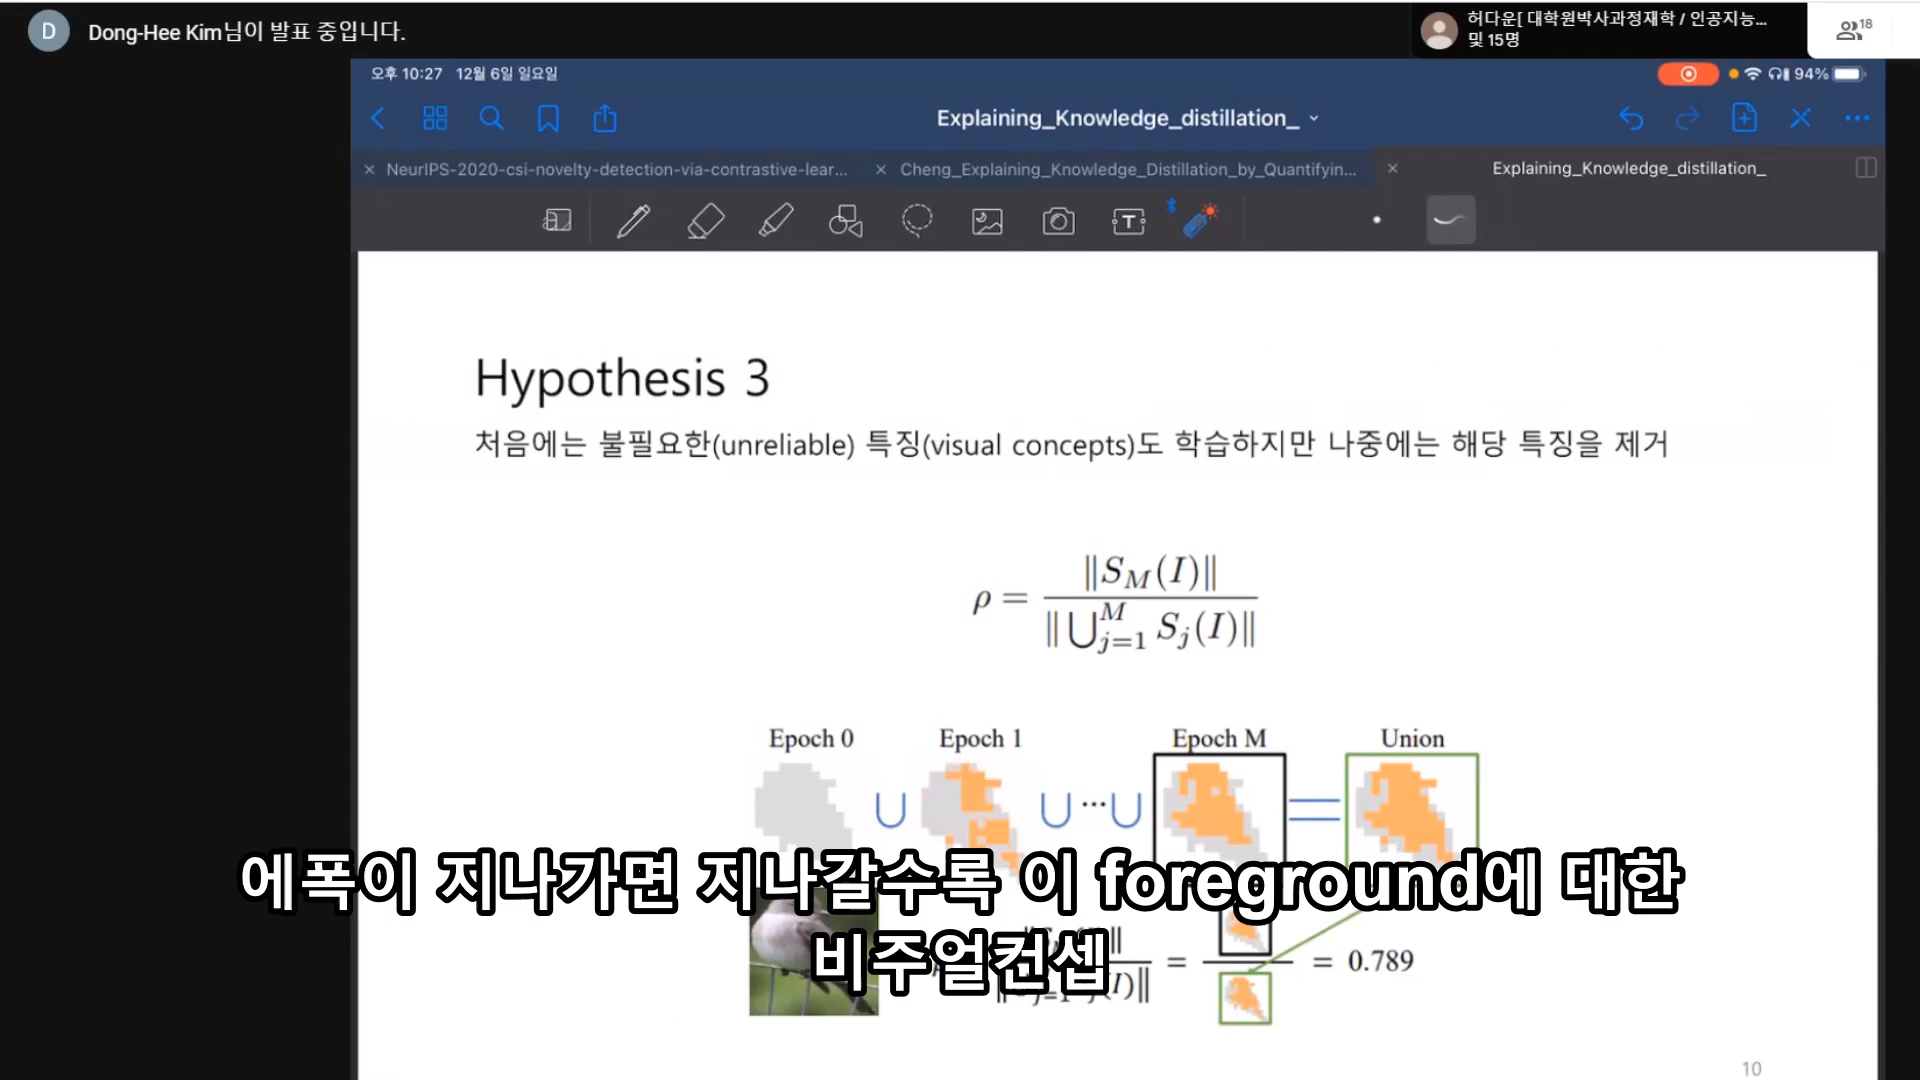 D Dong-Hee Kim님이 발표 중입니다.
허다운[ 대학원박사과정재학 / 인공지능...
및 15명
18
오후 10:27 12월 6일 일요일
94%
Explaining_Knowledge_distillation_
NeurIPS-2020-csi-novelty-detection-via-contrastive-lear...
Cheng_Explaining_Knowledge_Distillation_by_Quantifyin...
Explaining_Knowledge_distillation_
Hypothesis 3
처음에는 불필요한(unreliable) 특징(visual concepts)도 학습하지만 나중에는 해당 특징을 제거
ρ = ‖S_M(I)‖ / ‖⋃_{j=1}^{M} S_j(I)‖
Epoch 0 Epoch 1 Epoch M Union
∪ ∪ ··· ∪ =
에폭이 지나가면 지나갈수록 이 foreground에 대한
비주얼컨셉
= = 0.789
10